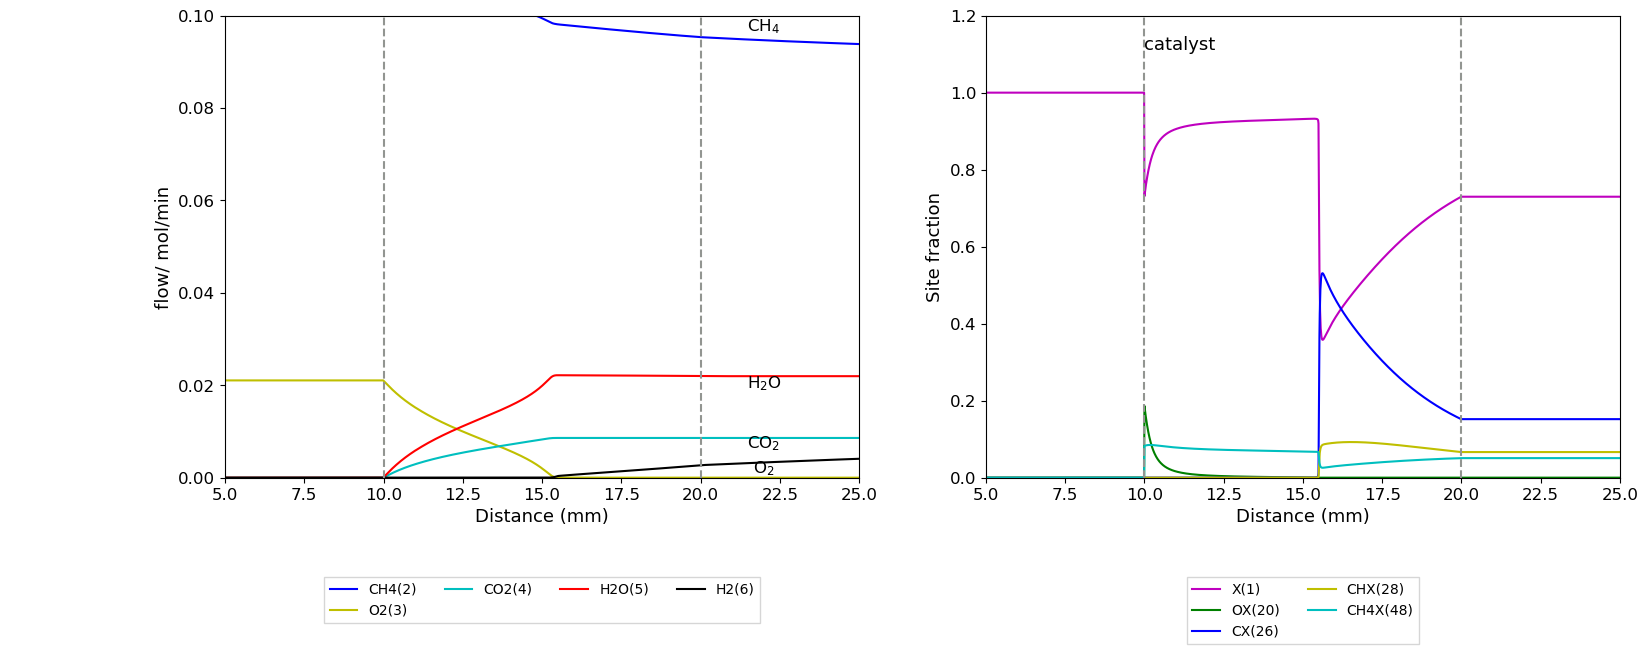 0.10
0.08
0.06
0.04
0.02
0.00
flow/ mol/min
CH₄
H₂O
CO₂
O₂
5.0 7.5 10.0 12.5 15.0 17.5 20.0 22.5 25.0
Distance (mm)
CH4(2) CO2(4) H2O(5) H2(6)
O2(3)
1.2
1.0
0.8
0.6
0.4
0.2
0.0
Site fraction
catalyst
5.0 7.5 10.0 12.5 15.0 17.5 20.0 22.5 25.0
Distance (mm)
X(1) CHX(28)
OX(20) CH4X(48)
CX(26)